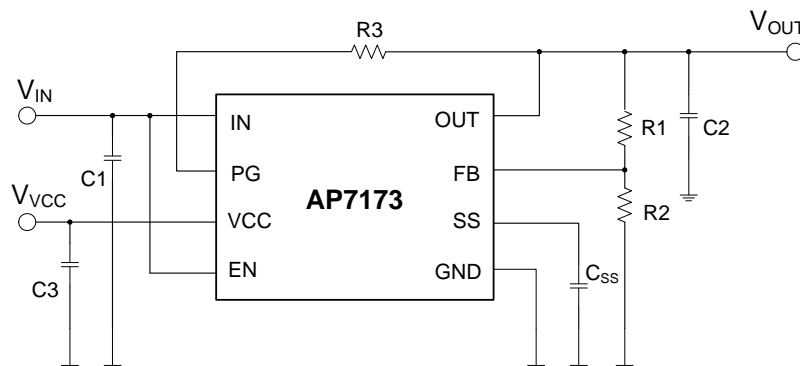 R3
VOUT
VIN
IN
OUT
R1
C2
C1
PG
AP7173
FB
VVCC
VCC
SS
R2
C3
EN
GND
CSS